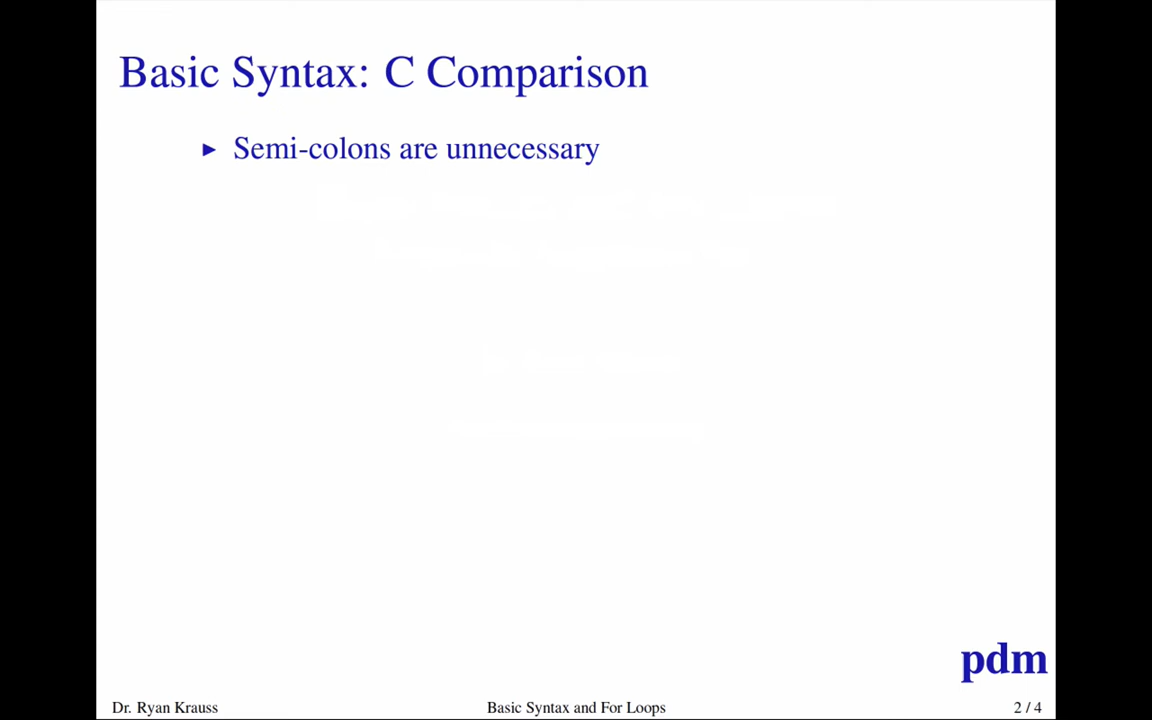 Basic Syntax: C Comparison
▶ Semi-colons are unnecessary
pdm
Dr. Ryan Krauss
Basic Syntax and For Loops
2 / 4